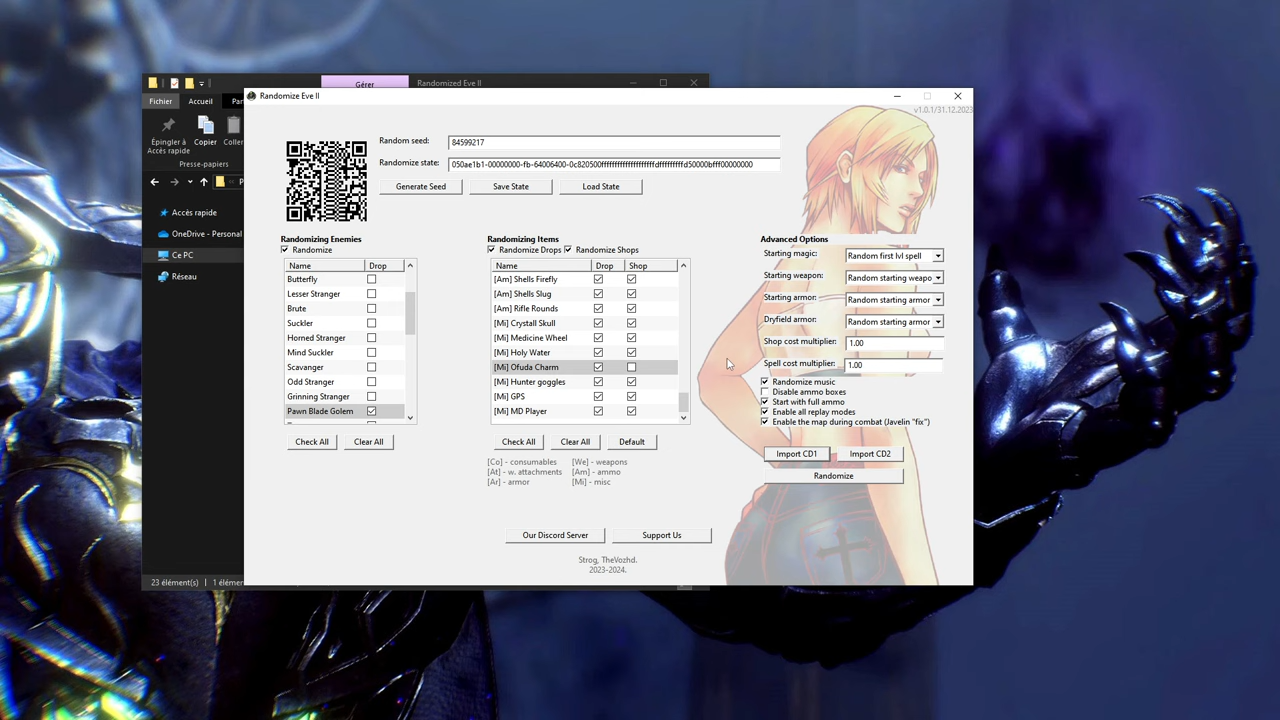 Gérer
Randomized Eve II
Randomize Eve II
Fichier
Accueil
v1.0.1/31.12.2023
Épingler à
Accès rapide
Copier
Presse-papiers
Accès rapide
OneDrive - Personal
Ce PC
Réseau
23 élément(s)
Random seed:
84599217
Randomize state:
050ae1b1-00000000-fb-64006400-0c820500fffffffffffffffffffffdfffffffffd50000bfff00000000
Generate Seed
Save State
Load State
Randomizing Enemies
Randomize
Name
Drop
Butterfly
Lesser Stranger
Brute
Suckler
Horned Stranger
Mind Suckler
Scavanger
Odd Stranger
Grinning Stranger
Pawn Blade Golem
Check All
Clear All
Randomizing Items
Randomize Drops
Randomize Shops
Name
Drop
Shop
[Am] Shells Firefly
[Am] Shells Slug
[Am] Rifle Rounds
[Mi] Crystall Skull
[Mi] Medicine Wheel
[Mi] Holy Water
[Mi] Ofuda Charm
[Mi] Hunter goggles
[Mi] GPS
[Mi] MD Player
Check All
Clear All
Default
[Co] - consumables
[We] - weapons
[At] - w. attachments
[Am] - ammo
[Ar] - armor
[Mi] - misc
Advanced Options
Starting magic:
Random first lvl spell
Starting weapon:
Random starting weapo
Starting armor:
Random starting armor
Dryfield armor:
Random starting armor
Shop cost multiplier:
1.00
Spell cost multiplier:
1.00
Randomize music
Disable ammo boxes
Start with full ammo
Enable all replay modes
Enable the map during combat (Javelin "fix")
Import CD1
Import CD2
Randomize
Our Discord Server
Support Us
Strog, TheVozhd.
2023-2024.